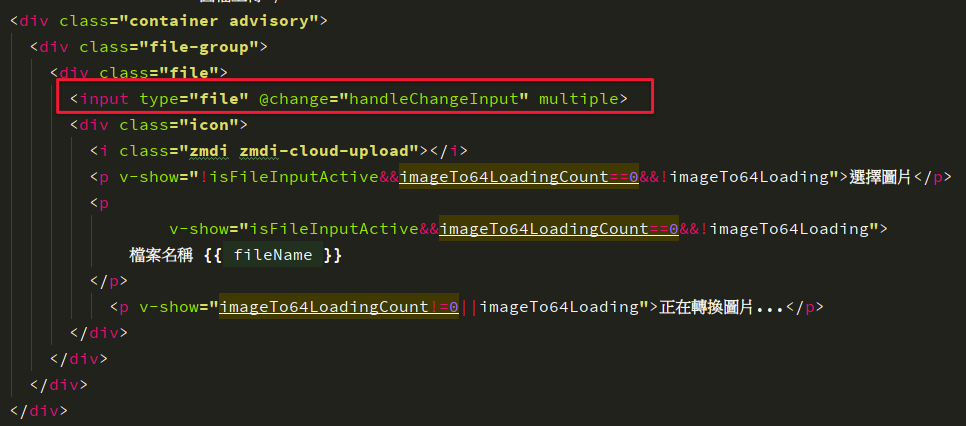 <div class="container advisory">
<div class="file-group">
<div class="file">
<input type="file" @change="handleChangeInput" multiple>
<div class="icon">
<i class="zmdi zmdi-cloud-upload"></i>
<p v-show="!isFileInputActive&&imageTo64LoadingCount==0&&!imageTo64Loading">選擇圖片</p>
<p
v-show="isFileInputActive&&imageTo64LoadingCount==0&&!imageTo64Loading">
檔案名稱 {{ fileName }}
</p>
<p v-show="imageTo64LoadingCount!=0||imageTo64Loading">正在轉換圖片...</p>
</div>
</div>
</div>
</div>